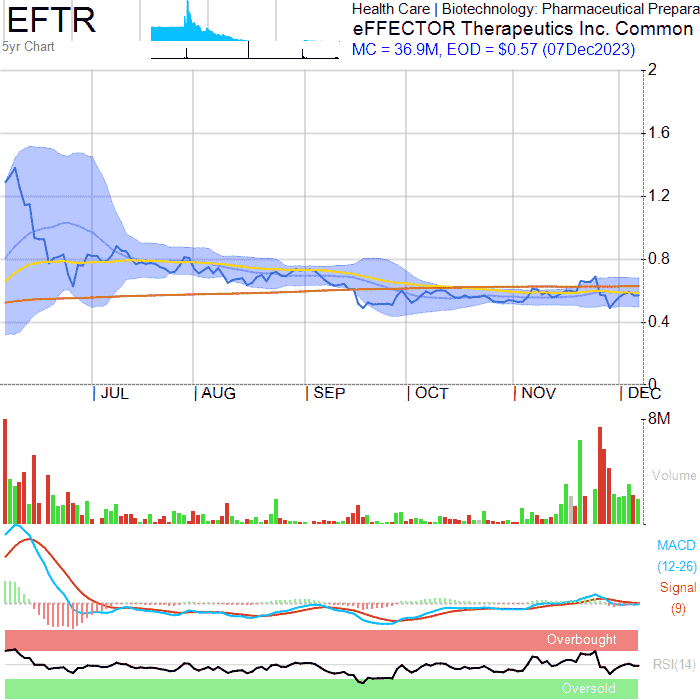 EFTR
Health Care | Biotechnology: Pharmaceutical Prepara
eFFECTOR Therapeutics Inc. Common
5yr Chart
MC = 36.9M, EOD = $0.57 (07Dec2023)
2
1.6
1.2
0.8
0.4
0
JUL AUG SEP OCT NOV DEC
8M
Volume
MACD
(12-26)
Signal
(9)
Overbought
RSI(14)
Oversold